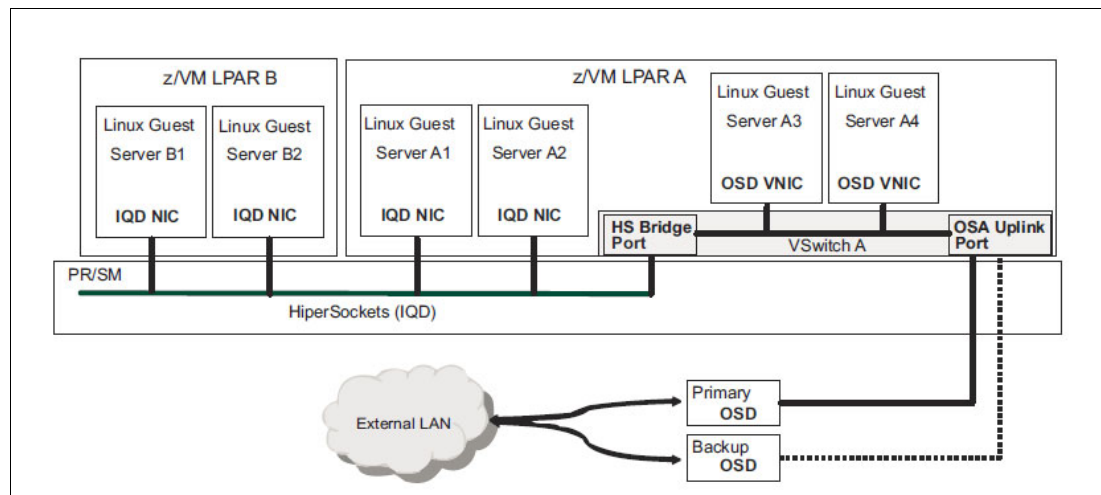 z/VM LPAR B
Linux Guest
Server B1
IQD NIC
Linux Guest
Server B2
IQD NIC
z/VM LPAR A
Linux Guest
Server A1
IQD NIC
Linux Guest
Server A2
IQD NIC
Linux Guest
Server A3
OSD VNIC
Linux Guest
Server A4
OSD VNIC
HS Bridge
Port
VSwitch A
OSA Uplink
Port
PR/SM
HiperSockets (IQD)
External LAN
Primary
OSD
Backup
OSD